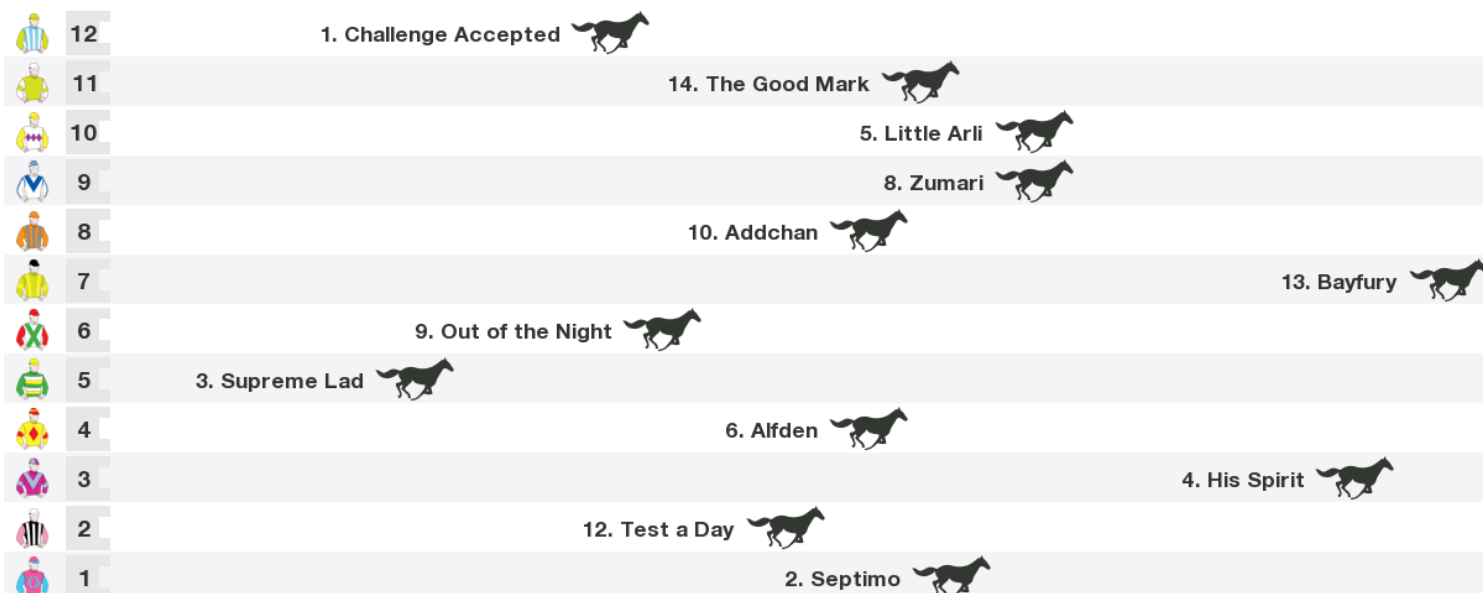 12 1. Challenge Accepted
11 14. The Good Mark
10 5. Little Arli
9 8. Zumari
8 10. Addchan
7 13. Bayfury
6 9. Out of the Night
5 3. Supreme Lad
4 6. Alfden
3 4. His Spirit
2 12. Test a Day
1 2. Septimo